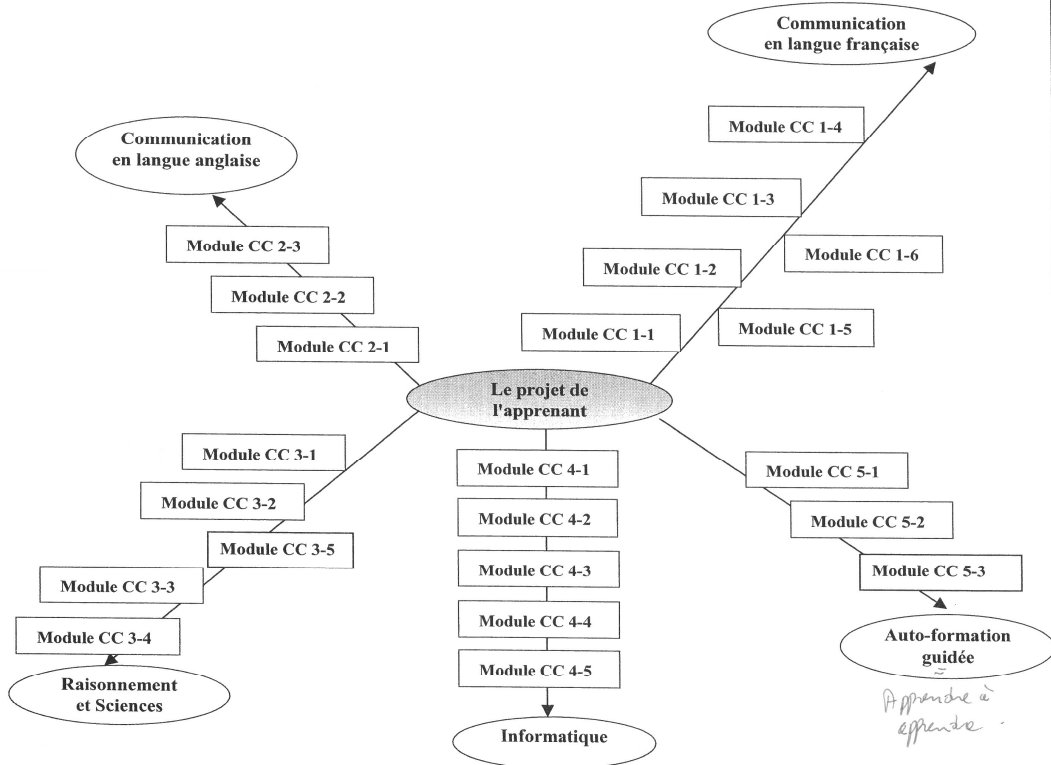 Communication
en langue française
Module CC 1-4
Communication
en langue anglaise
Module CC 1-3
Module CC 2-3
Module CC 1-6
Module CC 1-2
Module CC 2-2
Module CC 1-5
Module CC 1-1
Module CC 2-1
Le projet de
l'apprenant
Module CC 3-1
Module CC 4-1
Module CC 5-1
Module CC 3-2
Module CC 4-2
Module CC 5-2
Module CC 3-5
Module CC 4-3
Module CC 5-3
Module CC 3-3
Module CC 4-4
Module CC 3-4
Auto-formation
guidée
Module CC 4-5
Raisonnement
et Sciences
=
Apprendre à
apprendre.
Informatique